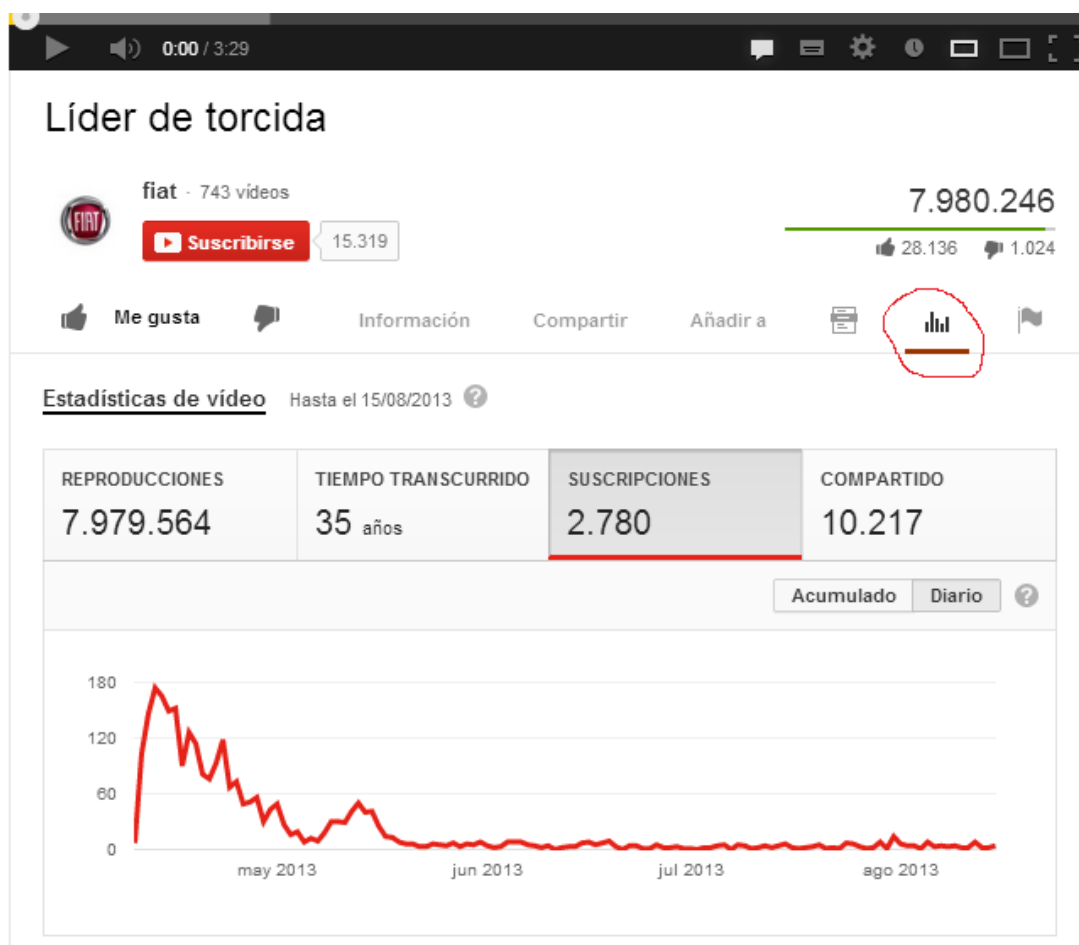 0:00 / 3:29
Líder de torcida
fiat · 743 vídeos
FIAT
Suscribirse 15.319
7.980.246
28.136 1.024
Me gusta Información Compartir Añadir a
Estadísticas de vídeo Hasta el 15/08/2013 ?
REPRODUCCIONES TIEMPO TRANSCURRIDO SUSCRIPCIONES COMPARTIDO
7.979.564 35 años 2.780 10.217
Acumulado Diario ?
180
120
60
0
may 2013 jun 2013 jul 2013 ago 2013